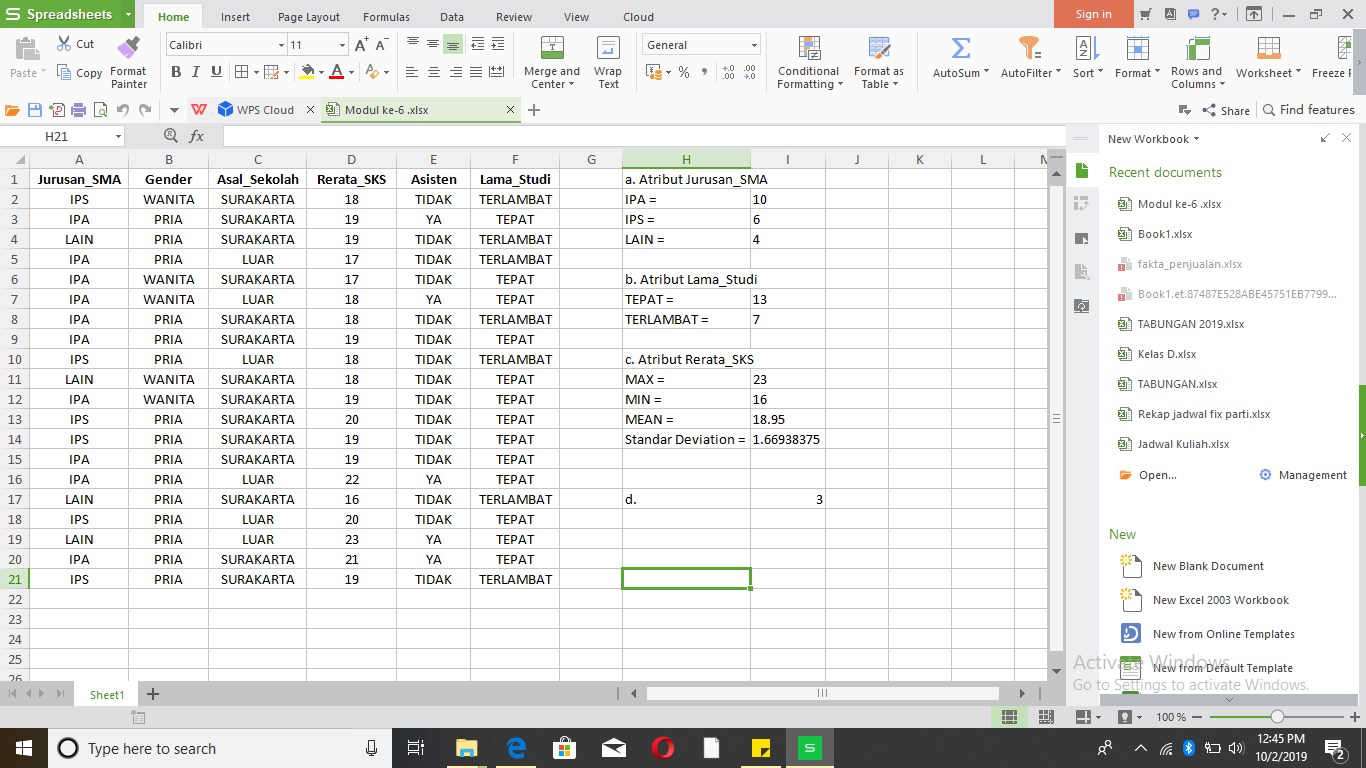 Spreadsheets Home Insert Page Layout Formulas Data Review View Cloud Sign in
Cut Calibri 11 General AutoSum AutoFilter Sort Format Rows and Columns Worksheet Freeze
Paste Copy Format Painter B I U Merge and Center Wrap Text Conditional Formatting Format as Table
WPS Cloud Modul ke-6 .xlsx Share Find features
H21 fx New Workbook
A B C D E F G H I J K L
1 Jurusan_SMA Gender Asal_Sekolah Rerata_SKS Asisten Lama_Studi a. Atribut Jurusan_SMA
2 IPS WANITA SURAKARTA 18 TIDAK TERLAMBAT IPA = 10
3 IPA PRIA SURAKARTA 19 YA TEPAT IPS = 6
4 LAIN PRIA SURAKARTA 19 TIDAK TERLAMBAT LAIN = 4
5 IPA PRIA LUAR 17 TIDAK TERLAMBAT
6 IPA WANITA SURAKARTA 17 TIDAK TEPAT b. Atribut Lama_Studi
7 IPA WANITA LUAR 18 YA TEPAT TEPAT = 13
8 IPA PRIA SURAKARTA 18 TIDAK TERLAMBAT TERLAMBAT = 7
9 IPA PRIA SURAKARTA 19 TIDAK TEPAT
10 IPS PRIA LUAR 18 TIDAK TERLAMBAT c. Atribut Rerata_SKS
11 LAIN WANITA SURAKARTA 18 TIDAK TEPAT MAX = 23
12 IPA WANITA SURAKARTA 19 TIDAK TEPAT MIN = 16
13 IPS PRIA SURAKARTA 20 TIDAK TEPAT MEAN = 18.95
14 IPS PRIA SURAKARTA 19 TIDAK TEPAT Standar Deviation = 1.66938375
15 IPA PRIA SURAKARTA 19 TIDAK TEPAT
16 IPA PRIA LUAR 22 YA TEPAT
17 LAIN PRIA SURAKARTA 16 TIDAK TERLAMBAT d. 3
18 IPS PRIA LUAR 20 TIDAK TEPAT
19 LAIN PRIA LUAR 23 YA TEPAT
20 IPA PRIA SURAKARTA 21 YA TEPAT
21 IPS PRIA SURAKARTA 19 TIDAK TERLAMBAT
22
23
24
25
26
Recent documents
Modul ke-6 .xlsx
Book1.xlsx
fakta_penjualan.xlsx
Book1.et.87487E528ABE45751EB7799...
TABUNGAN 2019.xlsx
Kelas D.xlsx
TABUNGAN.xlsx
Rekap jadwal fix parti.xlsx
Jadwal Kuliah.xlsx
Open... Management
New
New Blank Document
New Excel 2003 Workbook
New from Online Templates
New from Default Template
Activate Windows
Go to Settings to activate Windows.
Sheet1
100 %
Type here to search
12:45 PM
10/2/2019
2